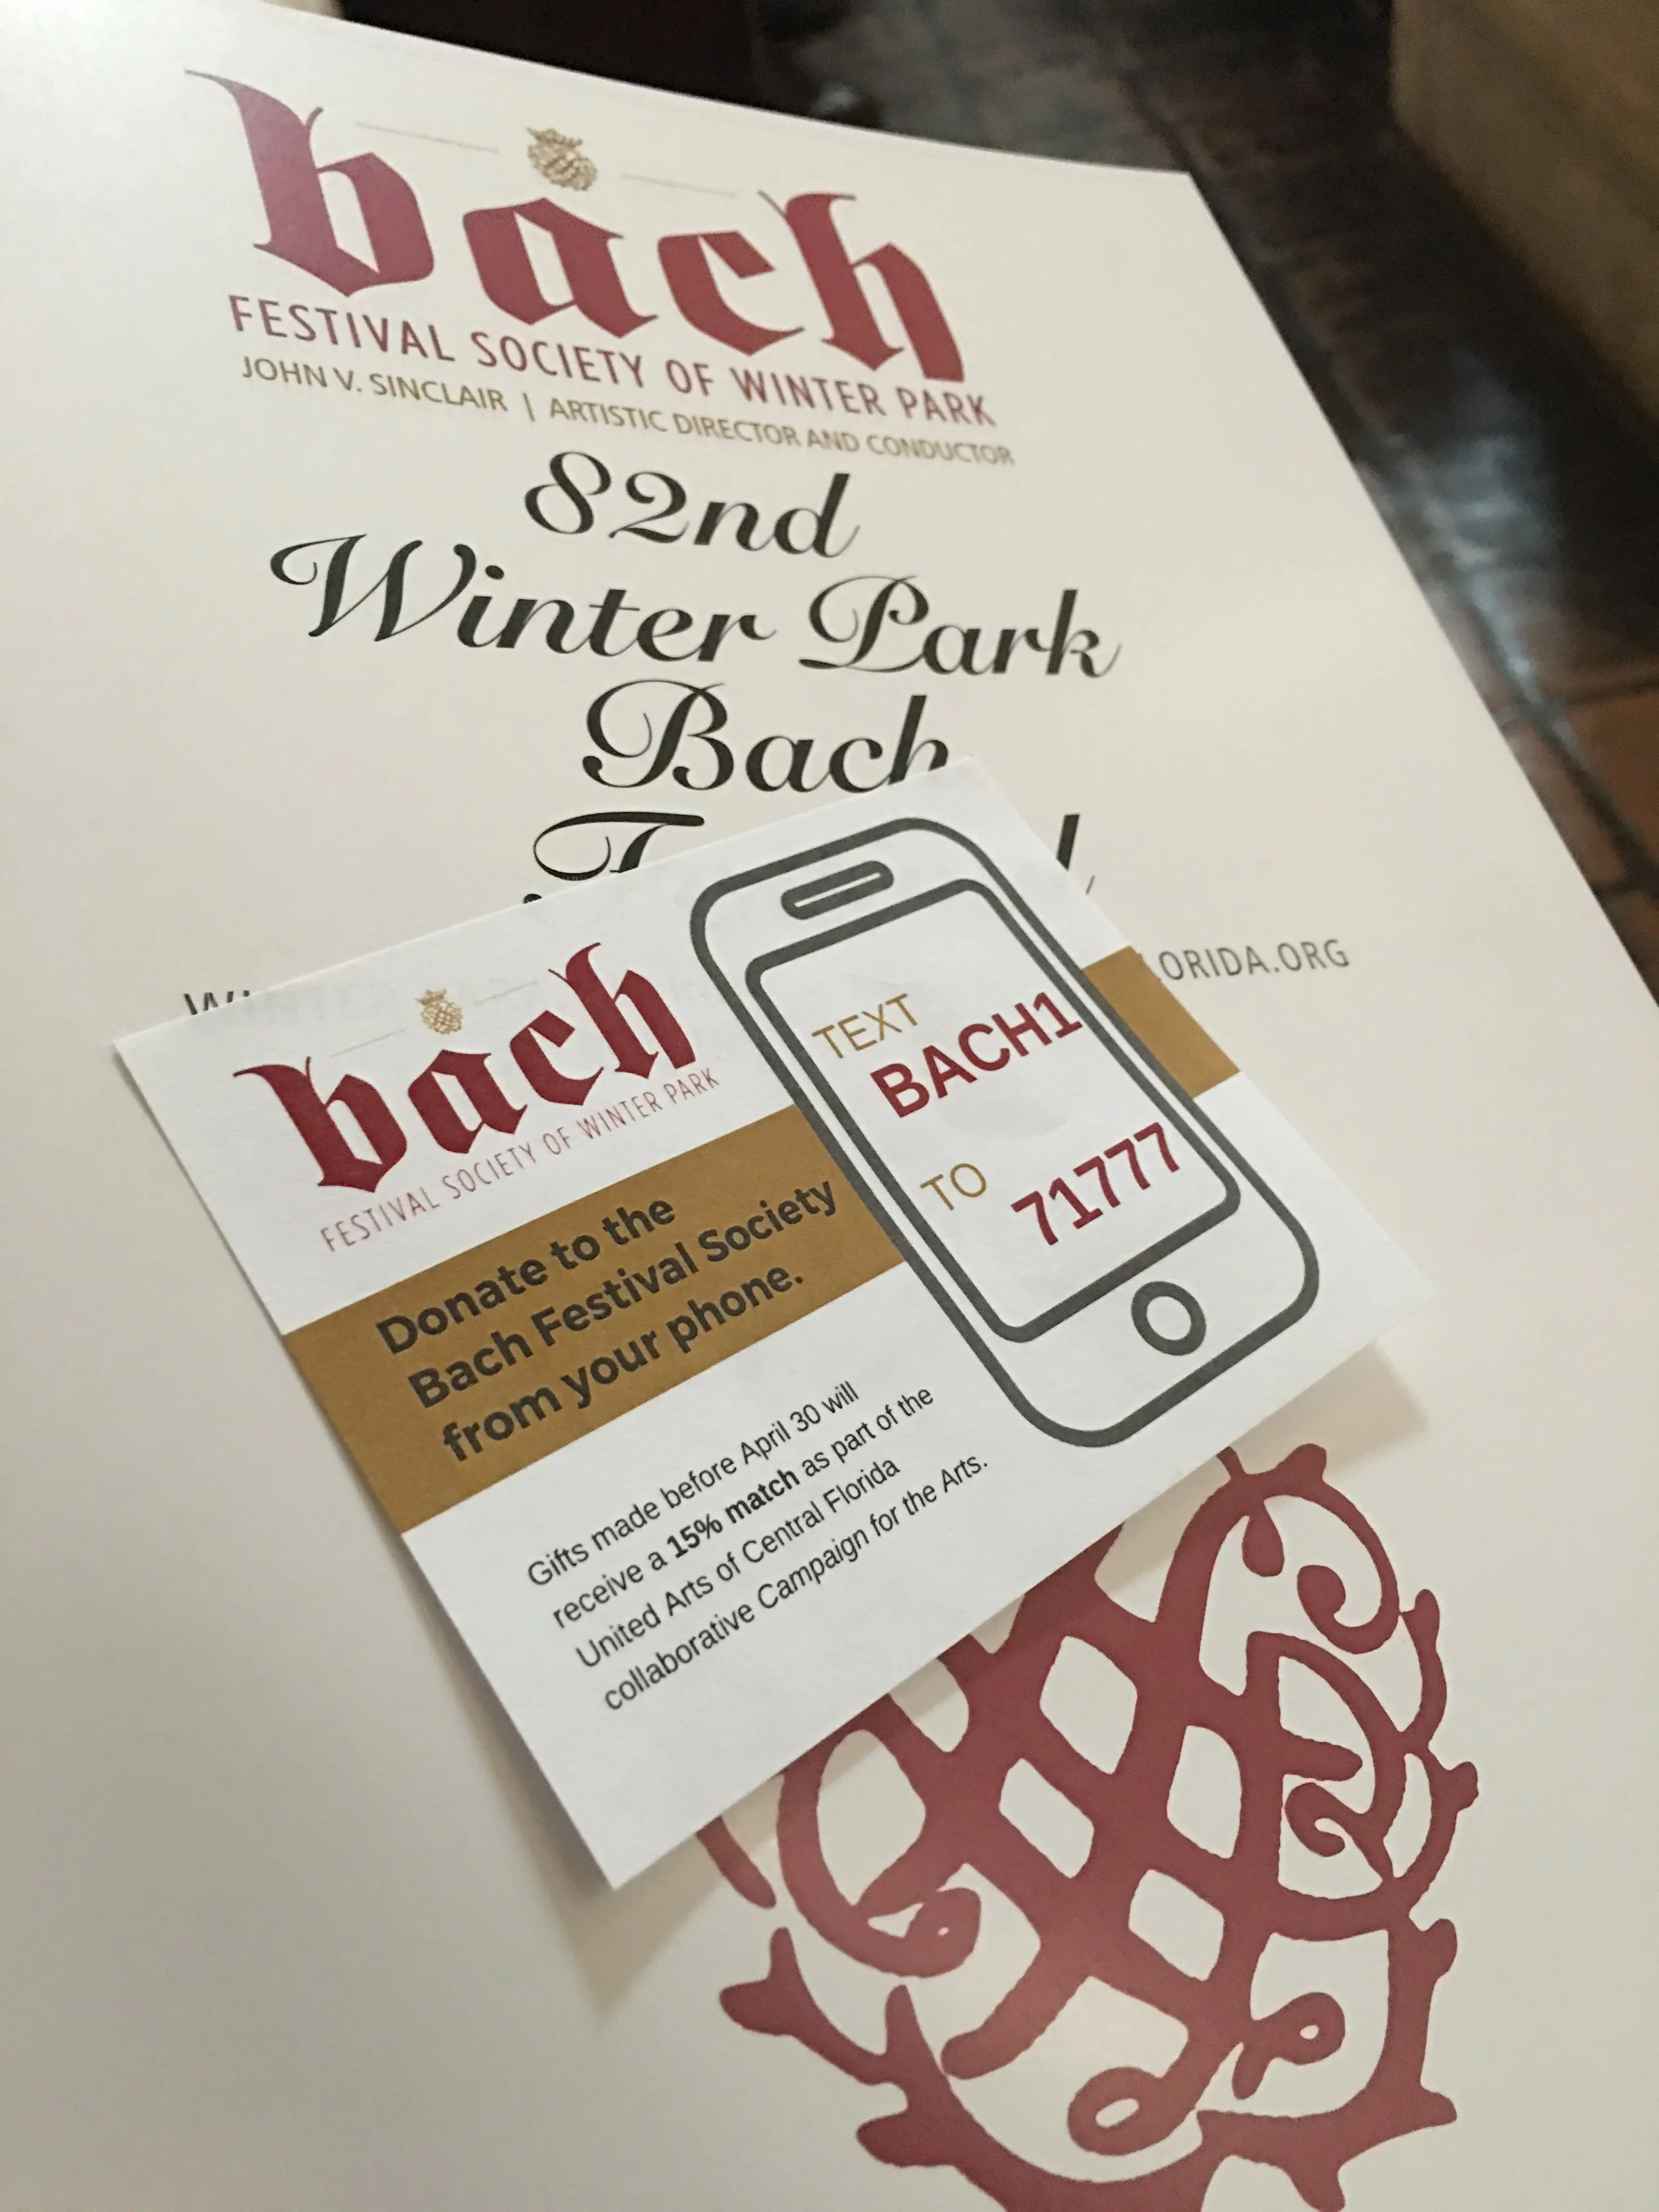 bach
FESTIVAL SOCIETY OF WINTER PARK
JOHN V. SINCLAIR | ARTISTIC DIRECTOR AND CONDUCTOR
82nd
Winter Park
Bach
ORIDA.ORG
bach
FESTIVAL SOCIETY OF WINTER PARK
Donate to the
Bach Festival Society
from your phone.
Gifts made before April 30 will
receive a 15% match as part of the
United Arts of Central Florida
collaborative Campaign for the Arts.
TEXT
BACH1
TO
71777